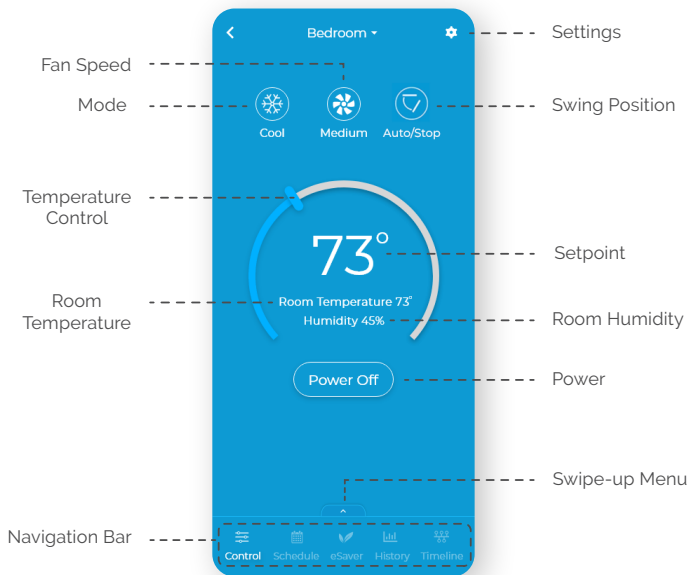 Bedroom
Settings
Fan Speed
Mode
Swing Position
Cool
Medium
Auto/Stop
Temperature
Control
73°
Setpoint
Room
Temperature
Room Temperature 73°
Humidity 45%
Room Humidity
Power Off
Power
Swipe-up Menu
Navigation Bar
Control
Schedule
eSaver
History
Timeline